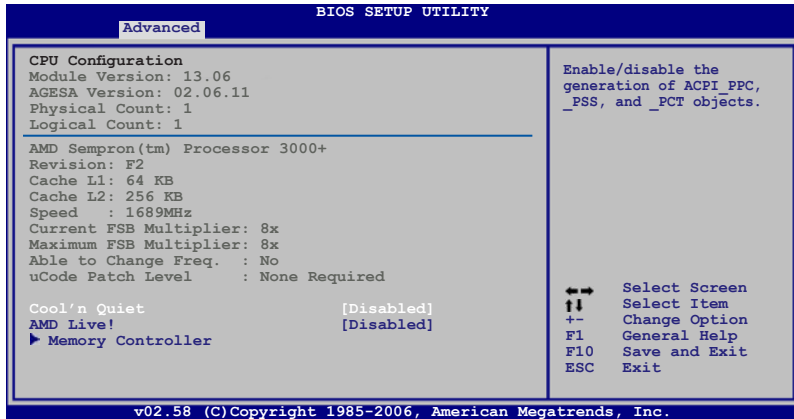 BIOS SETUP UTILITY
Advanced
CPU Configuration
Module Version: 13.06
AGESA Version: 02.06.11
Physical Count: 1
Logical Count: 1
AMD Sempron(tm) Processor 3000+
Revision: F2
Cache L1: 64 KB
Cache L2: 256 KB
Speed : 1689MHz
Current FSB Multiplier: 8x
Maximum FSB Multiplier: 8x
Able to Change Freq. : No
uCode Patch Level : None Required
Cool'n Quiet [Disabled]
AMD Live! [Disabled]
Memory Controller
Enable/disable the
generation of ACPI_PPC,
_PSS, and _PCT objects.
Select Screen
Select Item
+- Change Option
F1 General Help
F10 Save and Exit
ESC Exit
v02.58 (C)Copyright 1985-2006, American Megatrends, Inc.